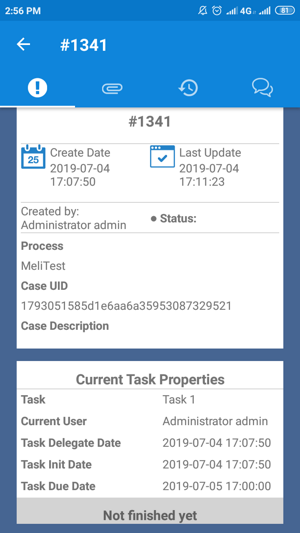 2:56 PM 4G 81
#1341
#1341
25 Create Date
2019-07-04
17:07:50
Last Update
2019-07-04
17:11:23
Created by:
Administrator admin
● Status:
Process
MeliTest
Case UID
1793051585d1e6aa6a35953087329521
Case Description
Current Task Properties
Task Task 1
Current User Administrator admin
Task Delegate Date 2019-07-04 17:07:50
Task Init Date 2019-07-04 17:07:50
Task Due Date 2019-07-05 17:00:00
Not finished yet